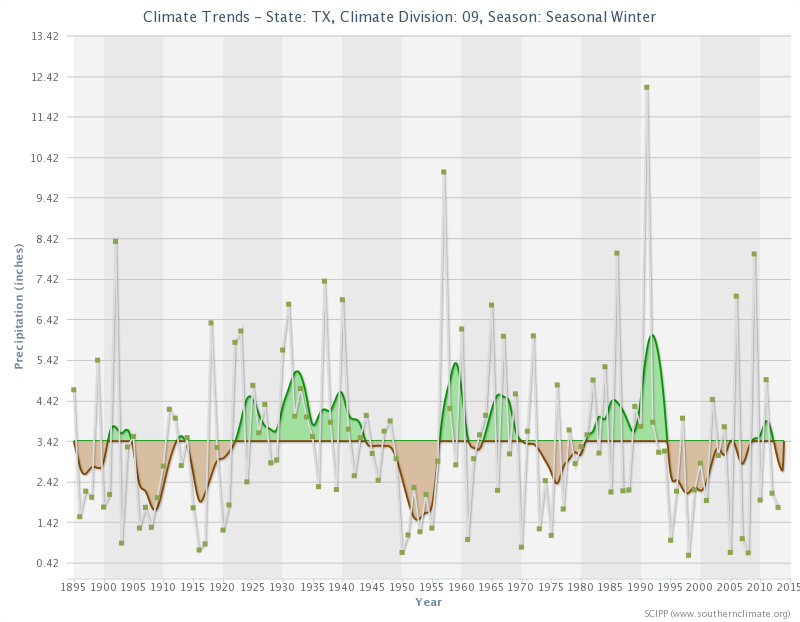 Climate Trends - State: TX, Climate Division: 09, Season: Seasonal Winter
13.42
12.42
11.42
10.42
9.42
8.42
7.42
6.42
5.42
4.42
3.42
2.42
1.42
0.42
Precipitation (inches)
1895 1900 1905 1910 1915 1920 1925 1930 1935 1940 1945 1950 1955 1960 1965 1970 1975 1980 1985 1990 1995 2000 2005 2010 2015
Year
SCIPP (www.southernclimate.org)